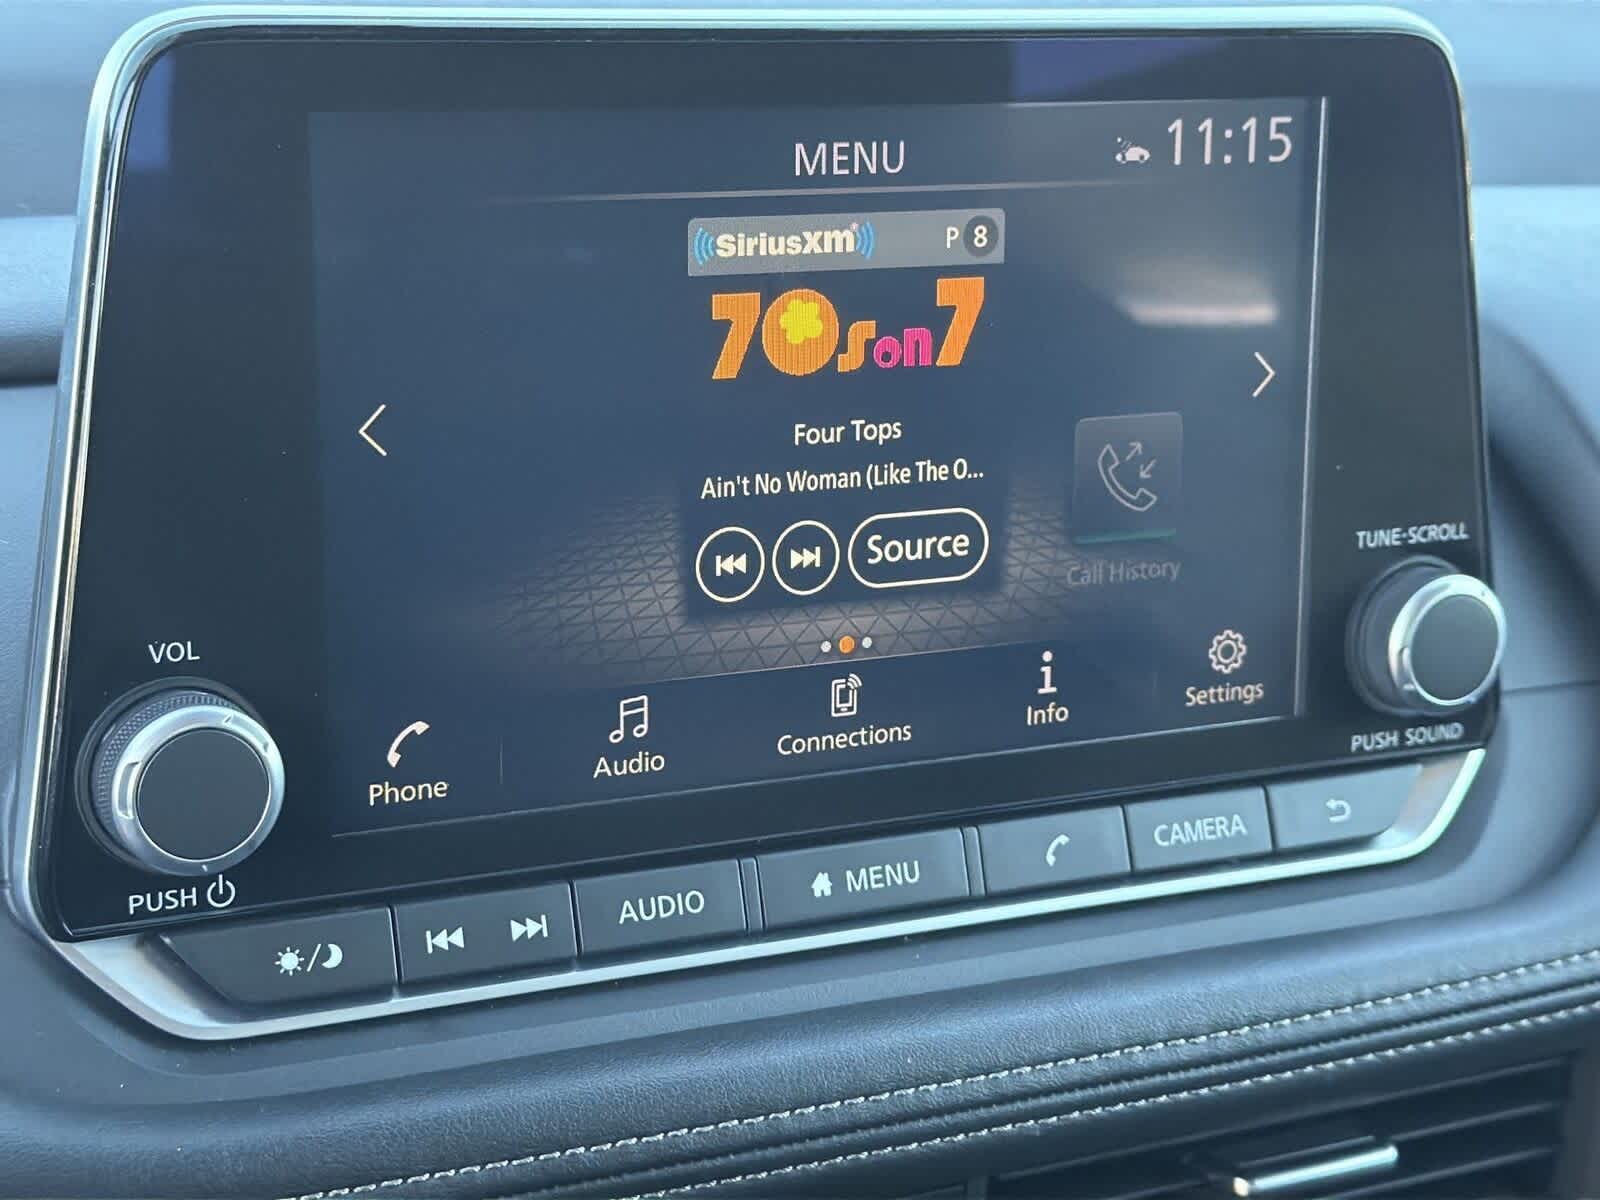 MENU
11:15
SiriusXM
P 8
70s on 7
Four Tops
Ain't No Woman (Like The O...
Source
Call History
TUNE·SCROLL
VOL
Phone
Audio
Connections
Info
Settings
PUSH SOUND
PUSH
AUDIO
MENU
CAMERA